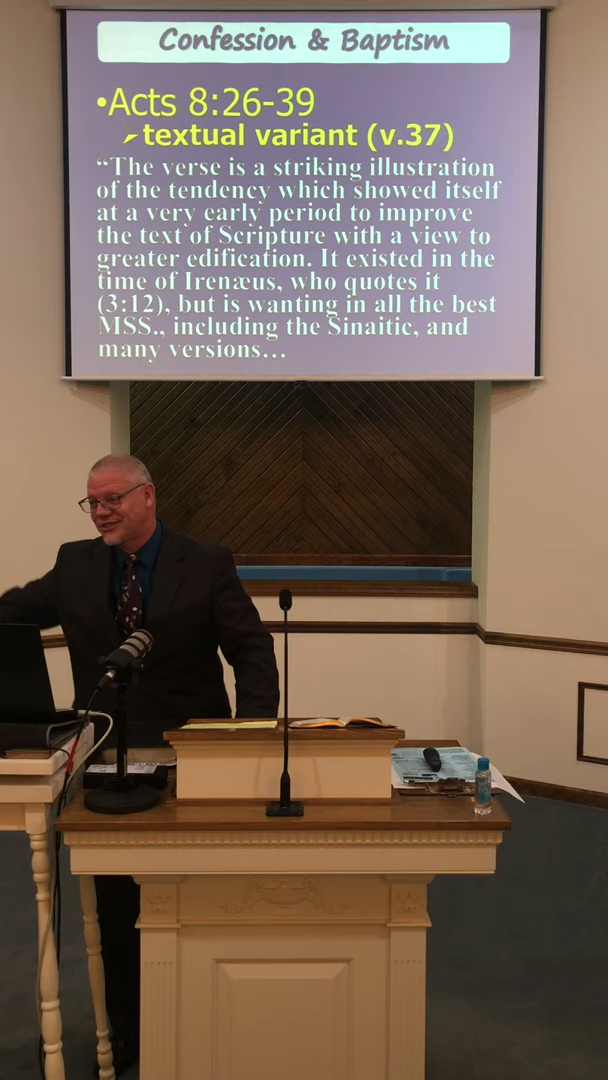 Confession & Baptism
•Acts 8:26-39
textual variant (v.37)
“The verse is a striking illustration
of the tendency which showed itself
at a very early period to improve
the text of Scripture with a view to
greater edification. It existed in the
time of Irenæus, who quotes it
(3:12), but is wanting in all the best
MSS., including the Sinaitic, and
many versions…